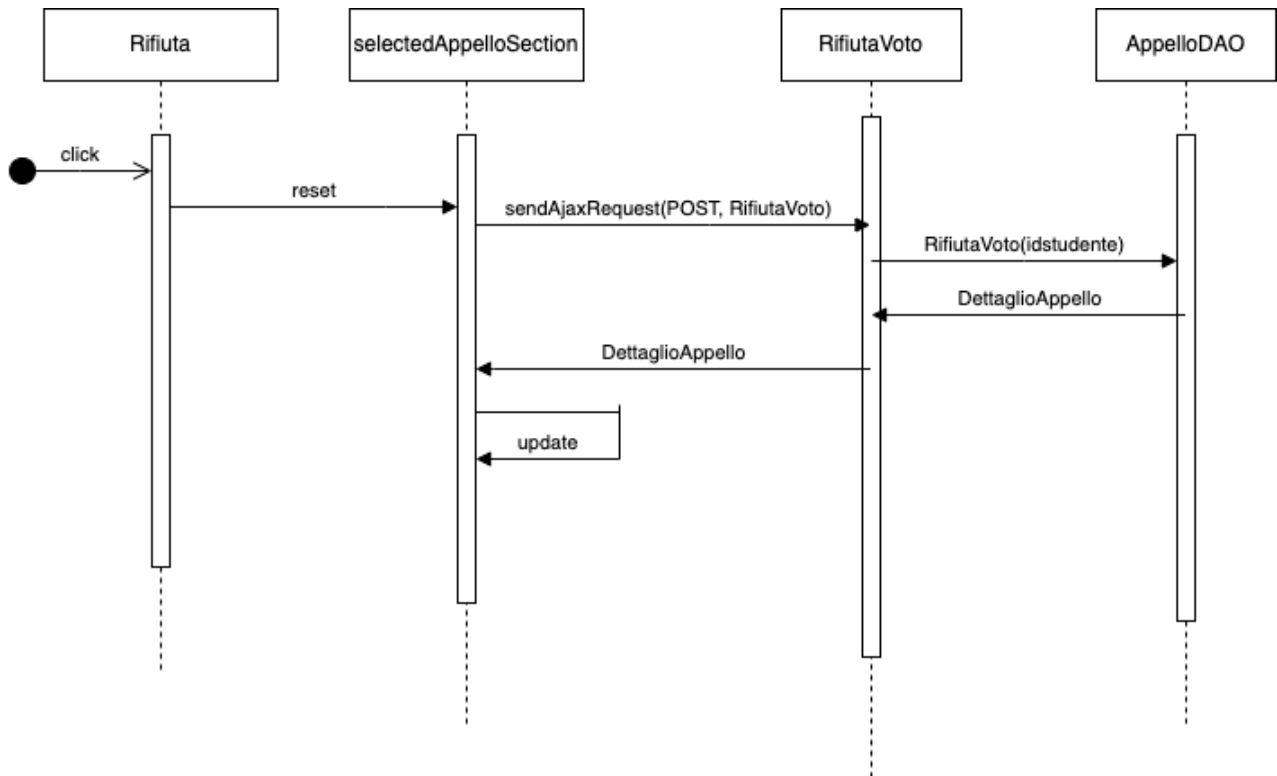 Rifiuta
selectedAppelloSection
RifiutaVoto
AppelloDAO
click
reset
sendAjaxRequest(POST, RifiutaVoto)
RifiutaVoto(idstudente)
DettaglioAppello
DettaglioAppello
update